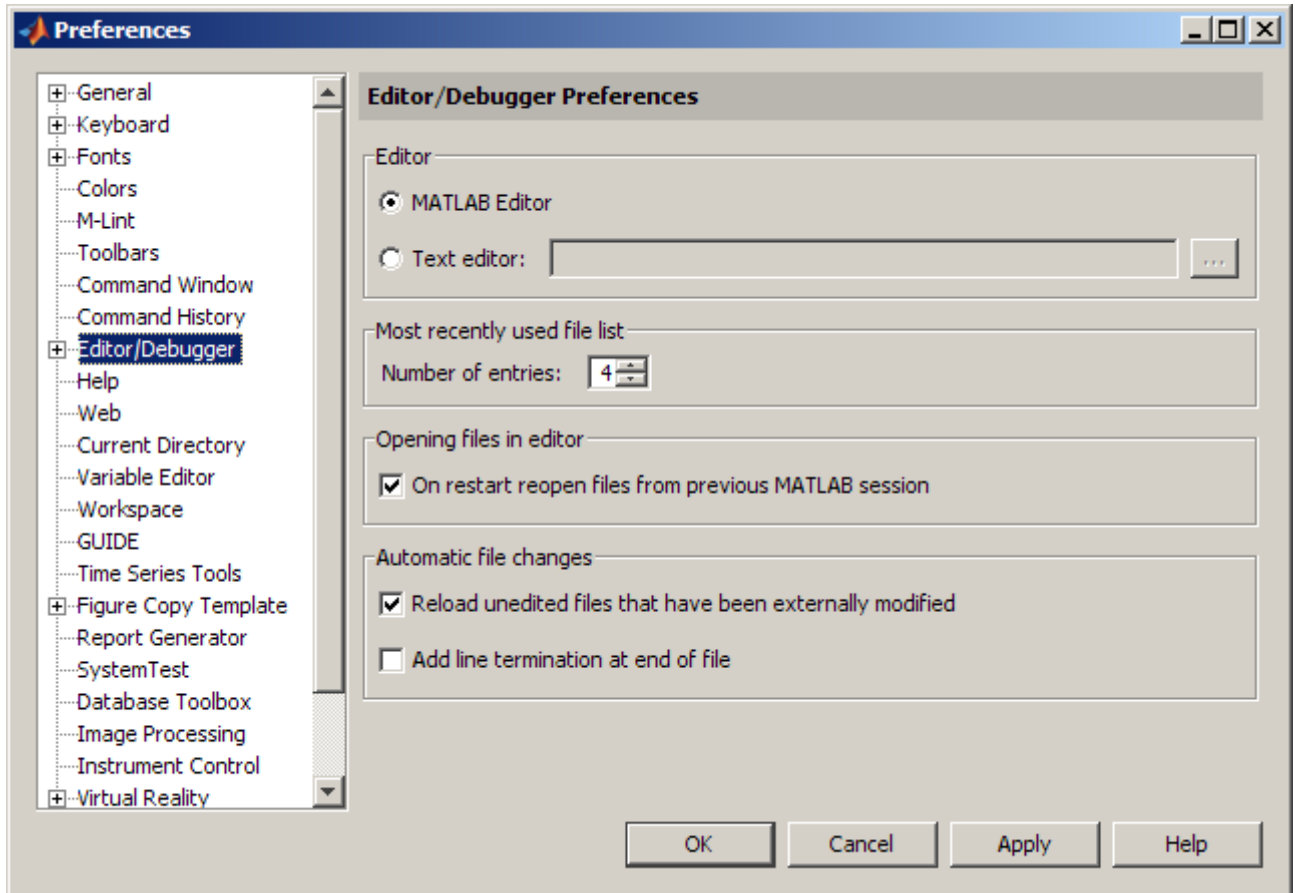 Preferences
General
Keyboard
Fonts
Colors
M-Lint
Toolbars
Command Window
Command History
Editor/Debugger
Help
Web
Current Directory
Variable Editor
Workspace
GUIDE
Time Series Tools
Figure Copy Template
Report Generator
SystemTest
Database Toolbox
Image Processing
Instrument Control
Virtual Reality
Editor/Debugger Preferences
Editor
MATLAB Editor
Text editor:
...
Most recently used file list
Number of entries: 4
Opening files in editor
On restart reopen files from previous MATLAB session
Automatic file changes
Reload unedited files that have been externally modified
Add line termination at end of file
OK Cancel Apply Help